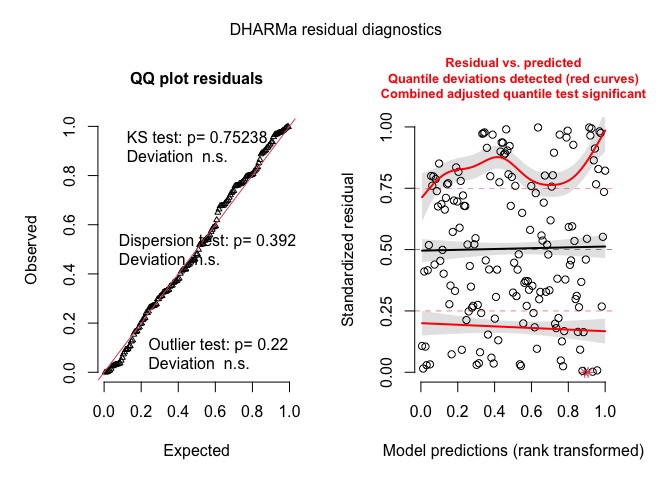 DHARMa residual diagnostics
QQ plot residuals
KS test: p= 0.75238
Deviation n.s.
Dispersion test: p= 0.392
Deviation n.s.
Outlier test: p= 0.22
Deviation n.s.
Observed
0.0 0.2 0.4 0.6 0.8 1.0
0.0 0.2 0.4 0.6 0.8 1.0
Expected
Residual vs. predicted
Quantile deviations detected (red curves)
Combined adjusted quantile test significant
Standardized residual
0.00 0.25 0.50 0.75 1.00
0.0 0.2 0.4 0.6 0.8 1.0
Model predictions (rank transformed)